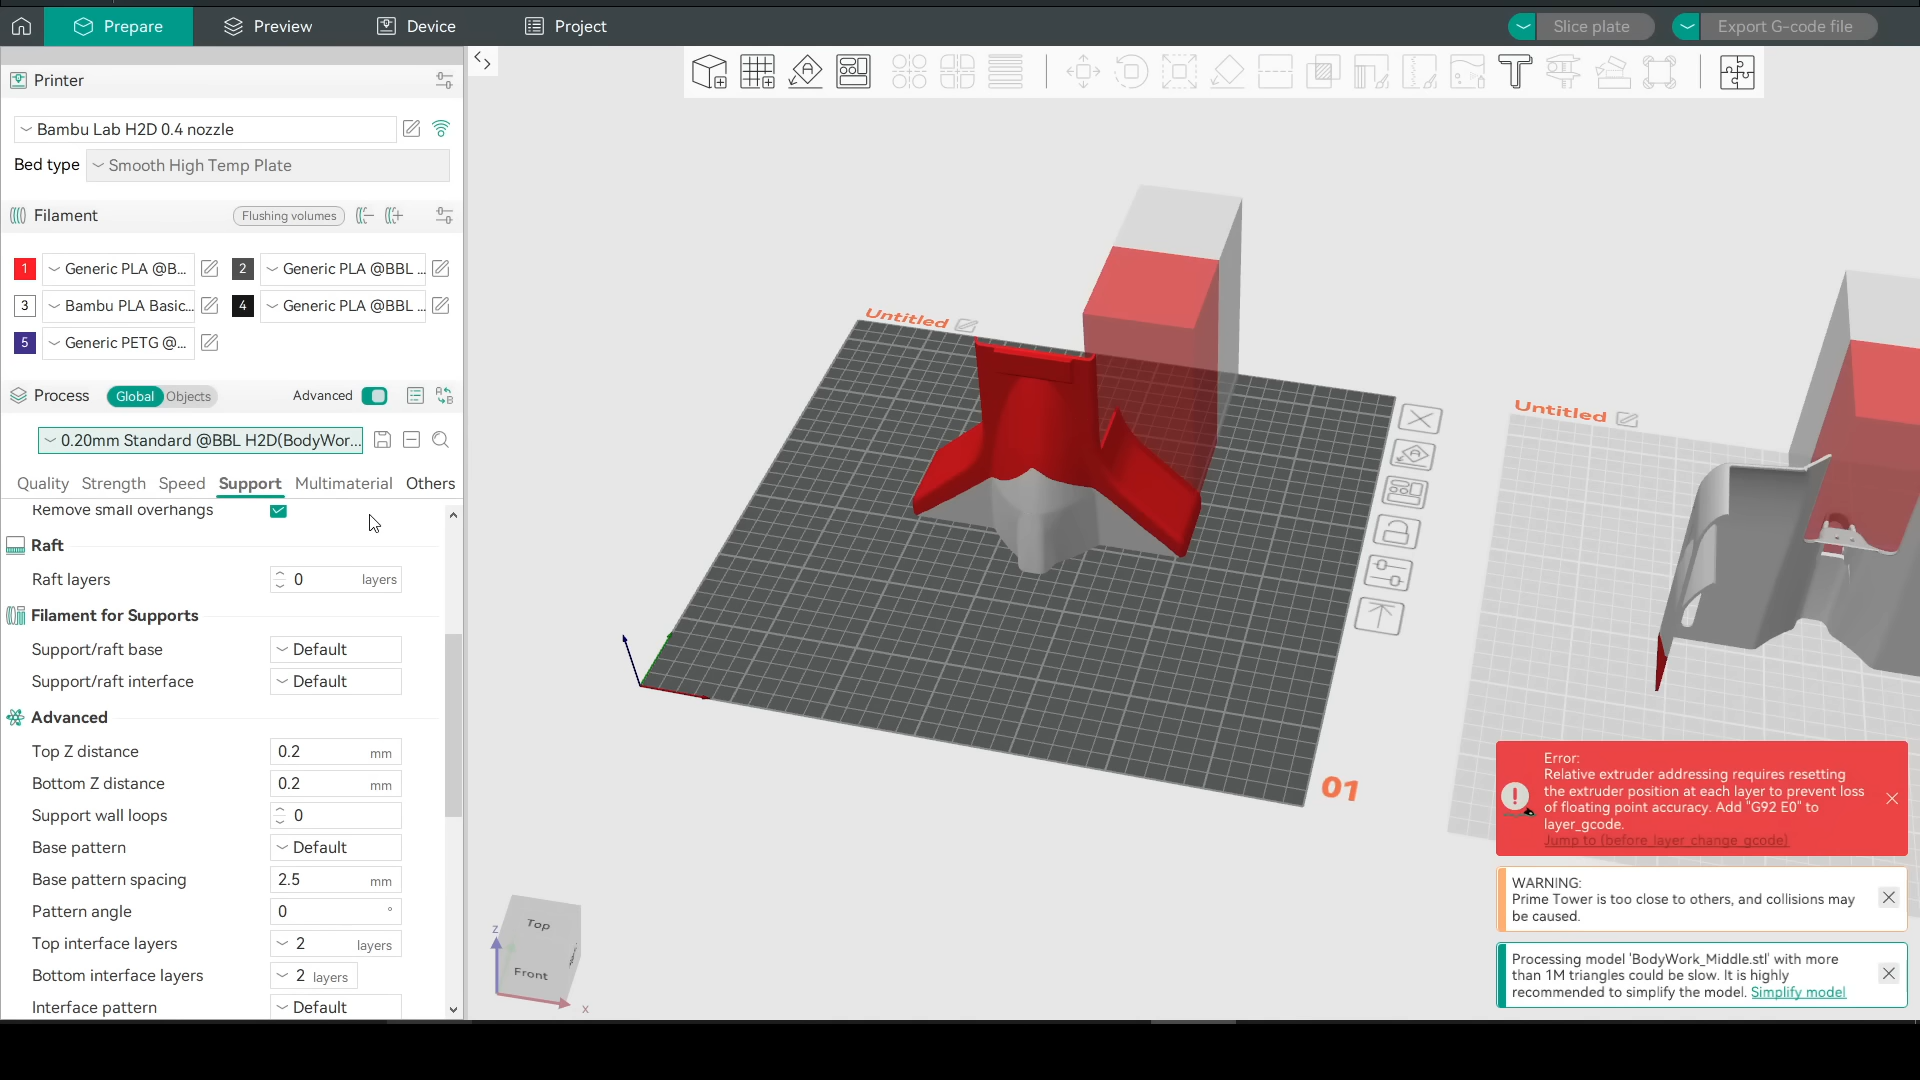 Prepare
Preview
Device
Project
Slice plate
Export G-code file
Printer
Bambu Lab H2D 0.4 nozzle
Bed type
Smooth High Temp Plate
Filament
Flushing volumes
1 Generic PLA @B...
2 Generic PLA @BBL ...
3 Bambu PLA Basic...
4 Generic PLA @BBL ...
5 Generic PETG @...
Process
Global
Objects
Advanced
0.20mm Standard @BBL H2D(BodyWor...
Quality
Strength
Speed
Support
Multimaterial
Others
Remove small overhangs
Raft
Raft layers 0 layers
Filament for Supports
Support/raft base Default
Support/raft interface Default
Advanced
Top Z distance 0.2 mm
Bottom Z distance 0.2 mm
Support wall loops 0
Base pattern Default
Base pattern spacing 2.5 mm
Pattern angle 0 °
Top interface layers 2 layers
Bottom interface layers 2 layers
Interface pattern Default
Untitled
Untitled
01
Top
Front
z
x
Error:
Relative extruder addressing requires resetting
the extruder position at each layer to prevent loss
of floating point accuracy. Add "G92 E0" to
layer_gcode.
Jump to [before_layer_change_gcode]
WARNING:
Prime Tower is too close to others, and collisions may
be caused.
Processing model 'BodyWork_Middle.stl' with more
than 1M triangles could be slow. It is highly
recommended to simplify the model. Simplify model